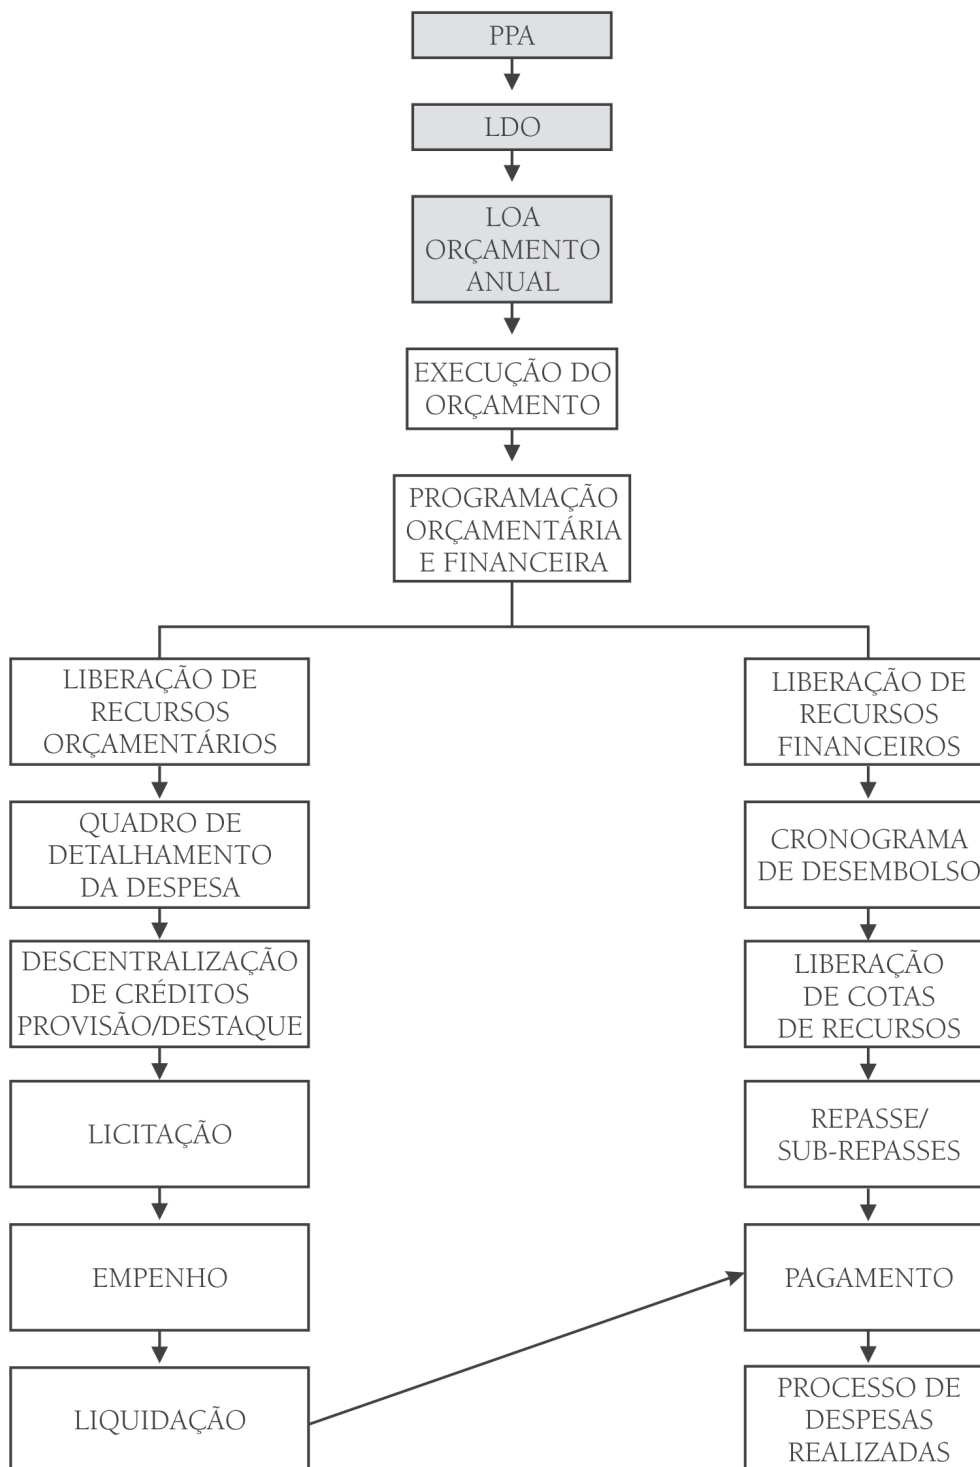 PPA
LDO
LOA
ORÇAMENTO
ANUAL
EXECUÇÃO DO
ORÇAMENTO
PROGRAMAÇÃO
ORÇAMENTÁRIA
E FINANCEIRA
LIBERAÇÃO DE
RECURSOS
ORÇAMENTÁRIOS
QUADRO DE
DETALHAMENTO
DA DESPESA
DESCENTRALIZAÇÃO
DE CRÉDITOS
PROVISÃO/DESTAQUE
LICITAÇÃO
EMPENHO
LIQUIDAÇÃO
LIBERAÇÃO DE
RECURSOS
FINANCEIROS
CRONOGRAMA
DE DESEMBOLSO
LIBERAÇÃO
DE COTAS
DE RECURSOS
REPASSE/
SUB-REPASSES
PAGAMENTO
PROCESSO DE
DESPESAS
REALIZADAS